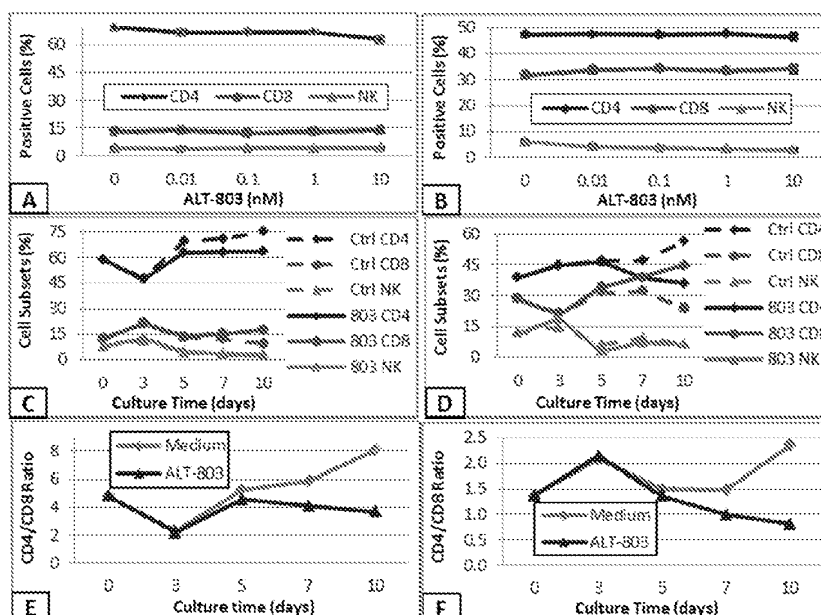 Positive Cells (%)
60
45
30
15
0
CD4 CD8 NK
0 0.01 0.1 1 10
ALT-803 (nM)
A
Positive Cells (%)
50
40
30
20
10
0
CD4 CD8 NK
0 0.01 0.1 1 10
ALT-803 (nM)
B
Cell Subsets (%)
75
60
45
30
15
0
Ctrl CD4
Ctrl CD8
Ctrl NK
803 CD4
803 CD8
803 NK
0 3 5 7 10
Culture Time (days)
C
Cell Subsets (%)
60
45
30
15
0
Ctrl CD4
Ctrl CD8
Ctrl NK
803 CD4
803 CD8
803 NK
0 3 5 7 10
Culture Time (days)
D
CD4/CD8 Ratio
8
6
4
2
0
Medium
ALT-803
0 3 5 7 10
Culture time (days)
E
CD4/CD8 Ratio
2.5
2.0
1.5
1.0
0.5
0.0
Medium
ALT-803
0 3 5 7 10
Culture Time (days)
F